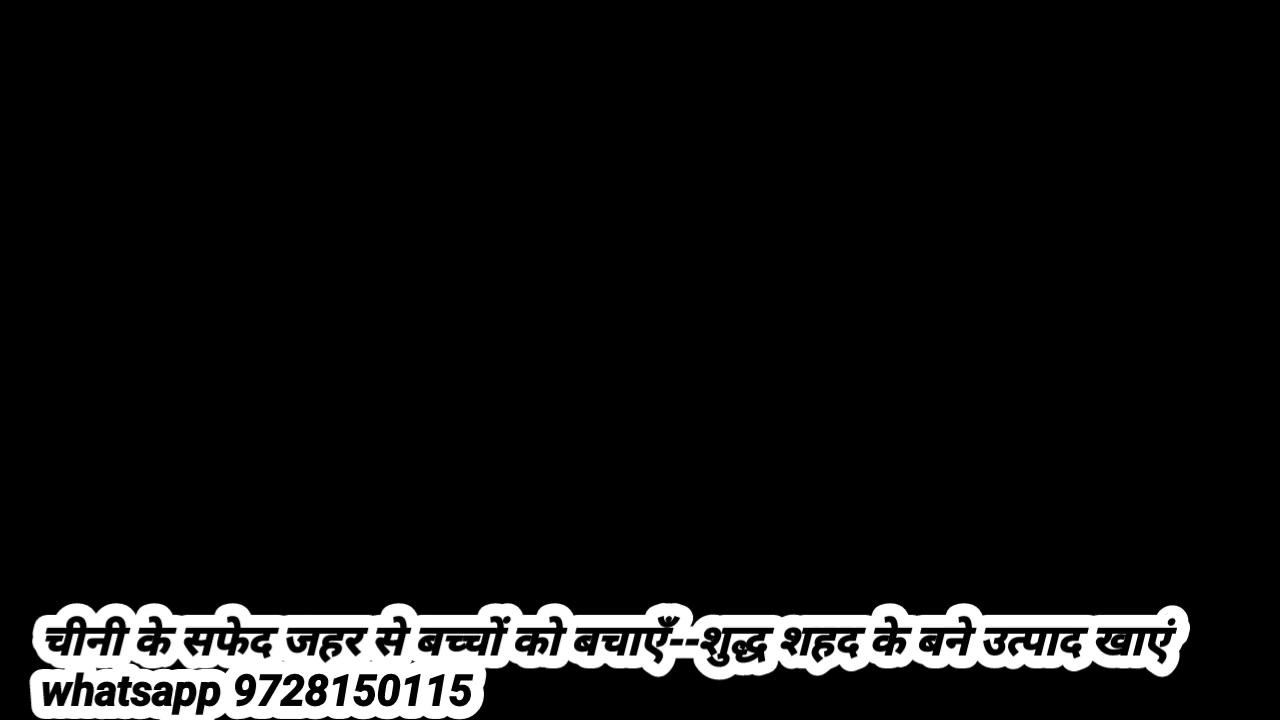 चीनी के सफेद जहर से बच्चों को बचाएँ--शुद्ध शहद के बने उत्पाद खाएं
whatsapp 9728150115